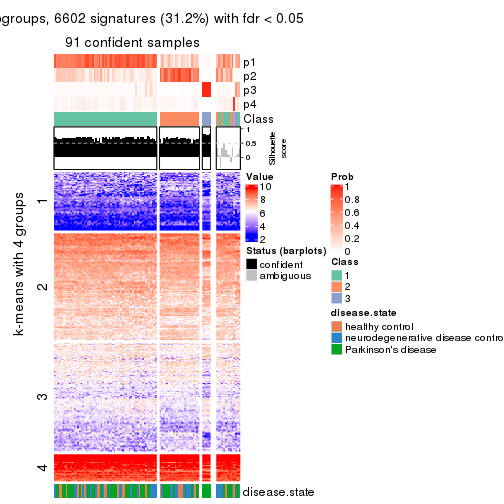 ogroups, 6602 signatures (31.2%) with fdr < 0.05
91 confident samples
p1
p2
p3
p4
Class
1
0.5
0
Silhouette
score
k-means with 4 groups
1
2
3
4
disease.state
Value
10
8
6
4
2
Status (barplots)
confident
ambiguous
Prob
1
0.8
0.6
0.4
0.2
0
Class
1
2
3
disease.state
healthy control
neurodegenerative disease contro
Parkinson's disease